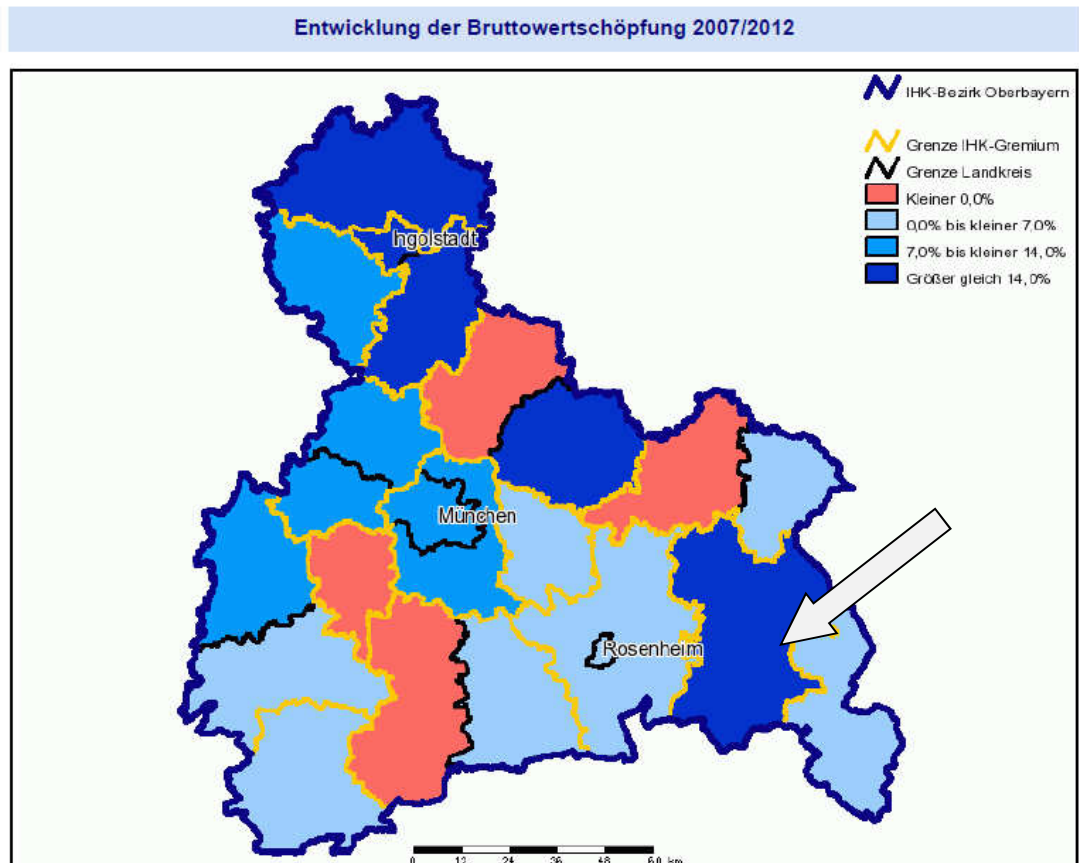 Entwicklung der Bruttowertschöpfung 2007/2012
IHK-Bezirk Oberbayern
Grenze IHK-Gremium
Grenze Landkreis
Kleiner 0,0%
0,0% bis kleiner 7,0%
7,0% bis kleiner 14,0%
Größer gleich 14,0%
Ingolstadt
München
Rosenheim
0 12 24 36 48 60 km